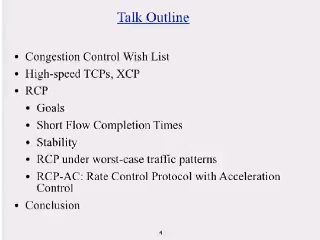 Talk Outline
• Congestion Control Wish List
• High-speed TCPs, XCP
• RCP
• Goals
• Short Flow Completion Times
• Stability
• RCP under worst-case traffic patterns
• RCP-AC: Rate Control Protocol with Acceleration
Control
• Conclusion
4